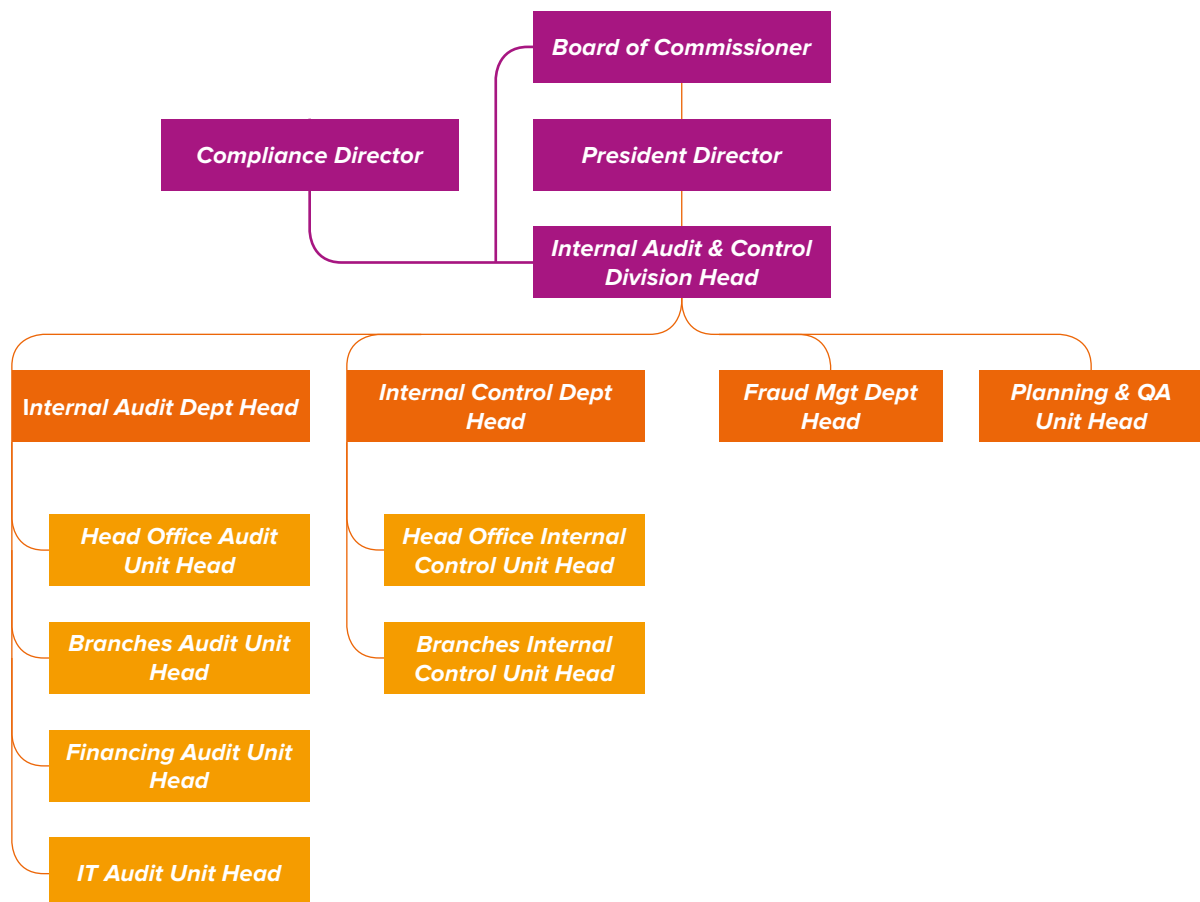 Board of Commissioner
Compliance Director
President Director
Internal Audit & Control
Division Head
Internal Audit Dept Head
Internal Control Dept
Head
Fraud Mgt Dept
Head
Planning & QA
Unit Head
Head Office Audit
Unit Head
Head Office Internal
Control Unit Head
Branches Audit Unit
Head
Branches Internal
Control Unit Head
Financing Audit Unit
Head
IT Audit Unit Head